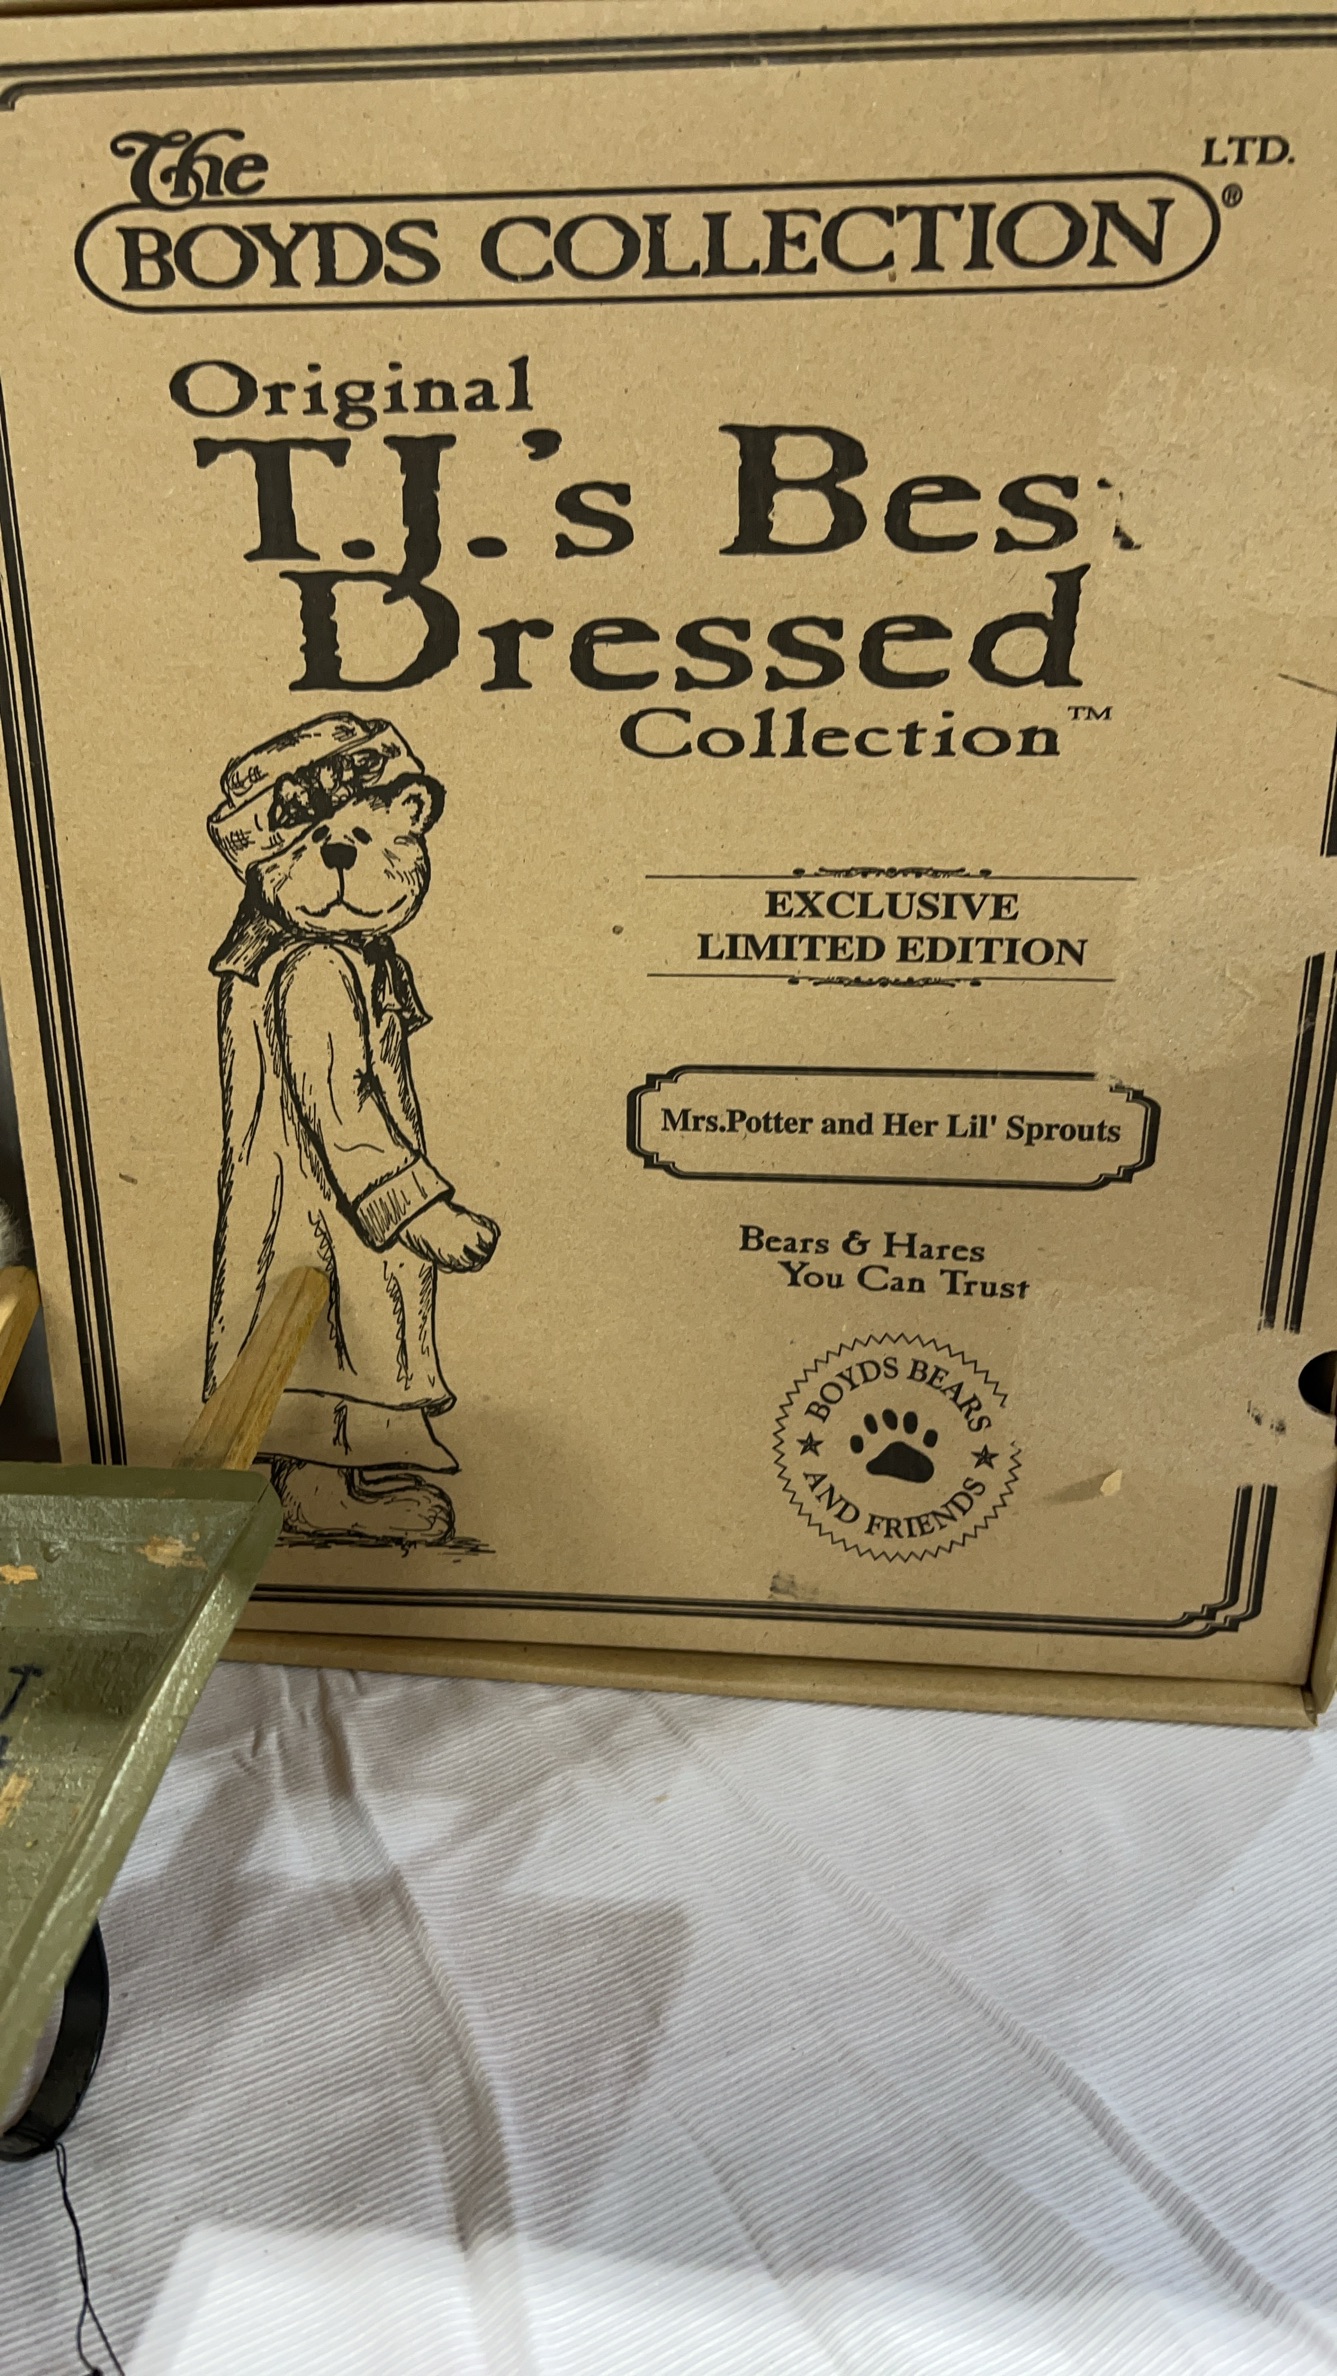 The
LTD.
BOYDS COLLECTION®
Original
T.J.'s Best
Dressed
Collection™
EXCLUSIVE
LIMITED EDITION
Mrs.Potter and Her Lil' Sprouts
Bears & Hares
You Can Trust
BOYDS BEARS
AND FRIENDS